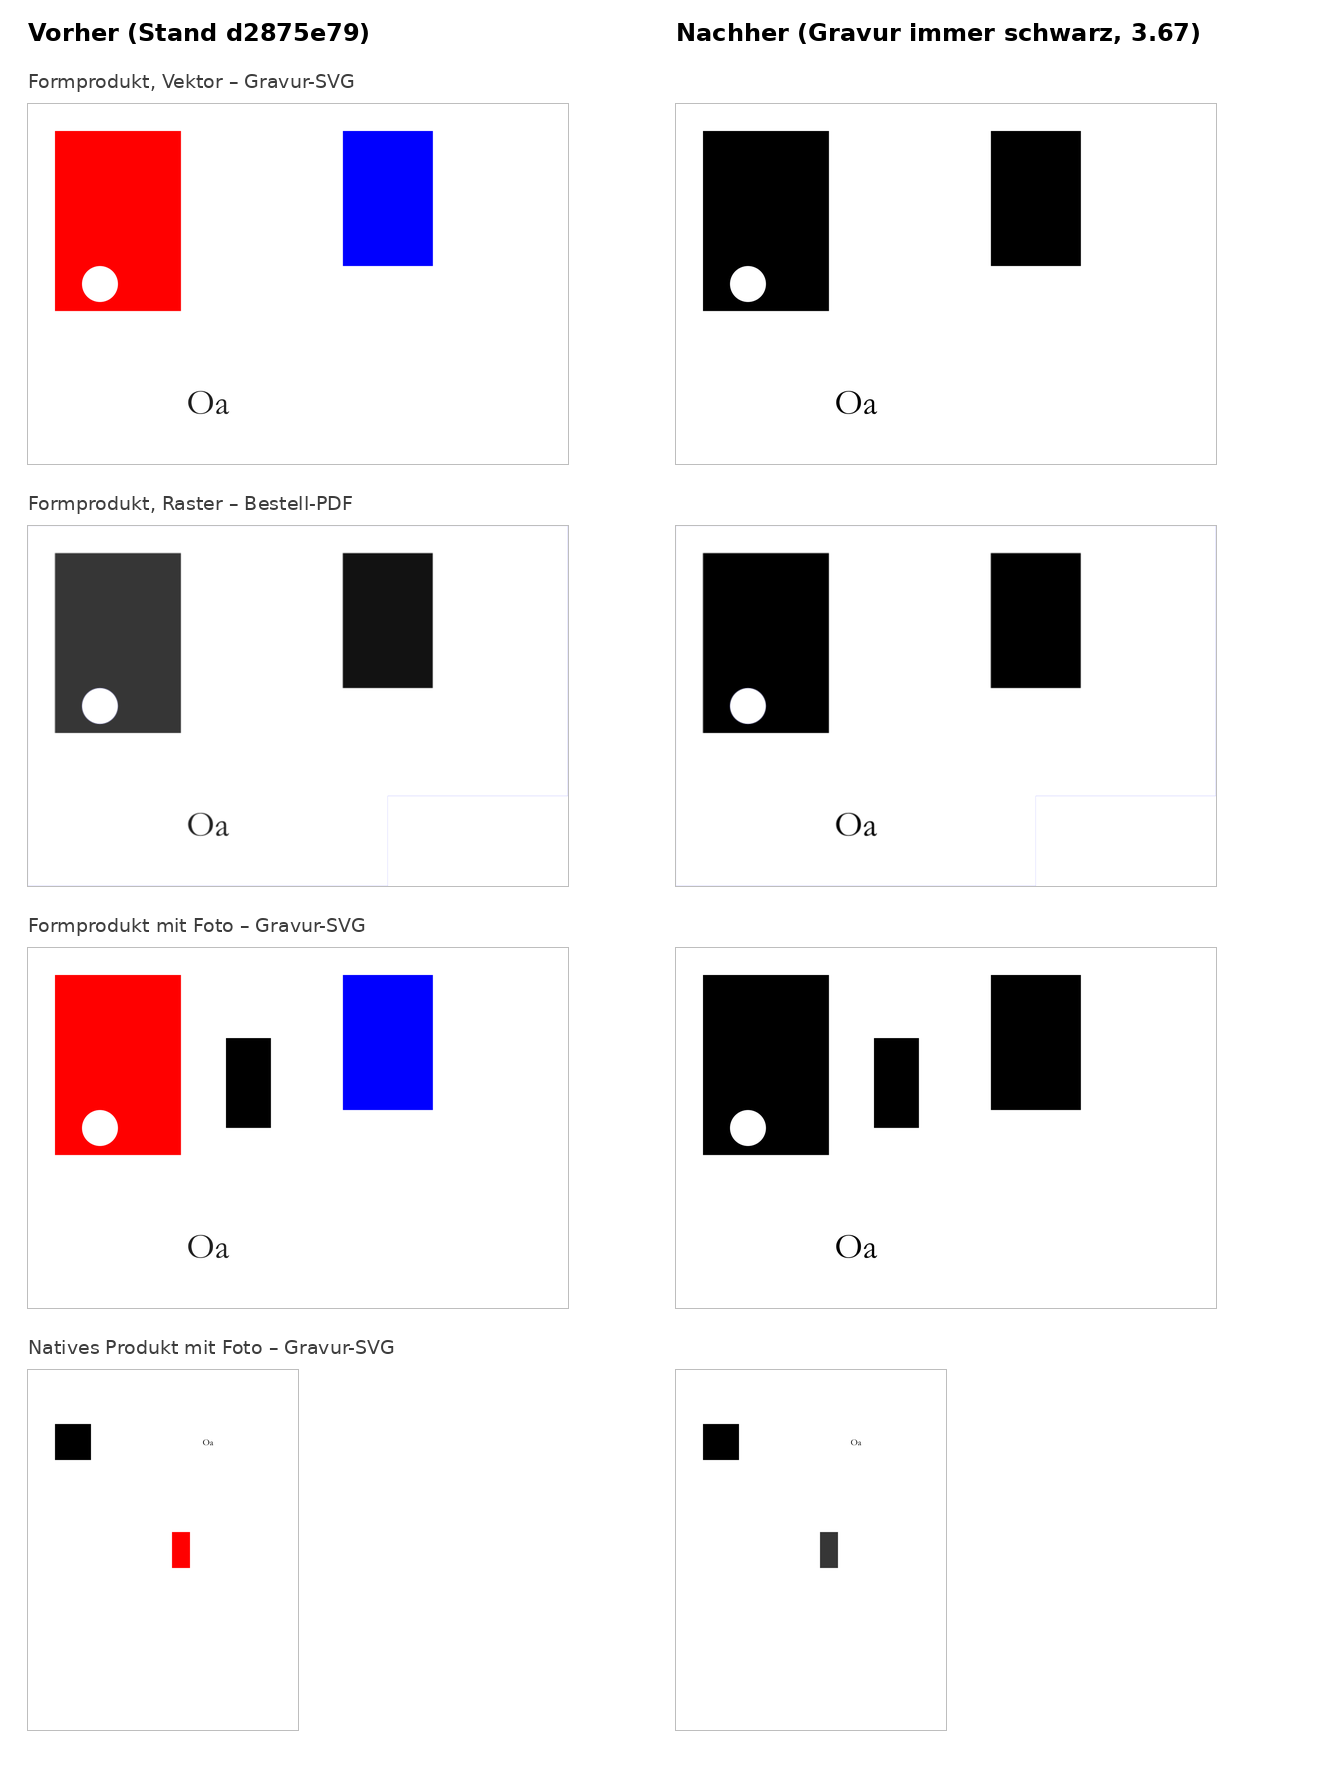 Vorher (Stand d2875e79)
Nachher (Gravur immer schwarz, 3.67)
Formprodukt, Vektor – Gravur-SVG
Oa
Oa
Formprodukt, Raster – Bestell-PDF
Oa
Oa
Formprodukt mit Foto – Gravur-SVG
Oa
Oa
Natives Produkt mit Foto – Gravur-SVG
Oa
Oa